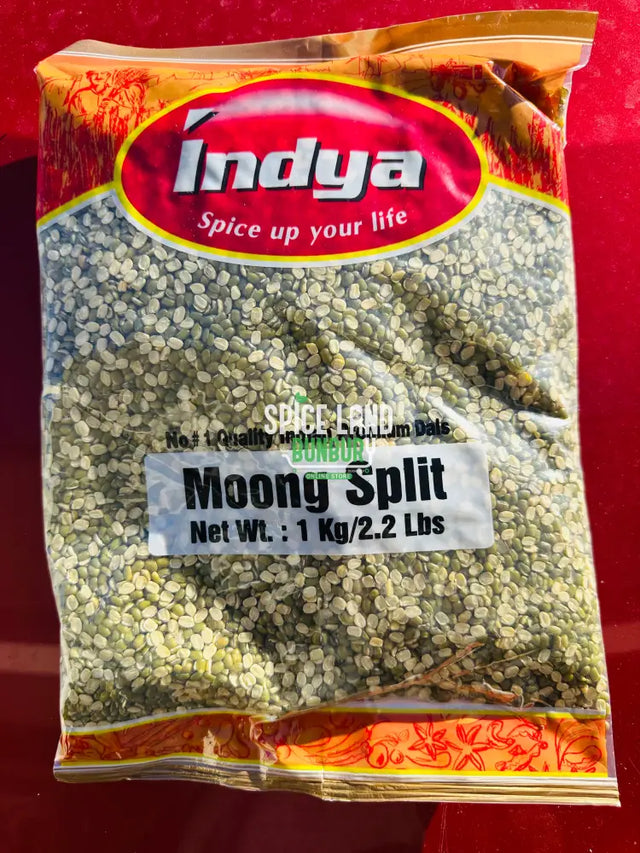 indya
Spice up your life
No.# 1 Quality Dals
SPICE LAND
BUNBURY
ONLINE STORE
Moong Split
Net Wt. : 1 Kg/2.2 Lbs